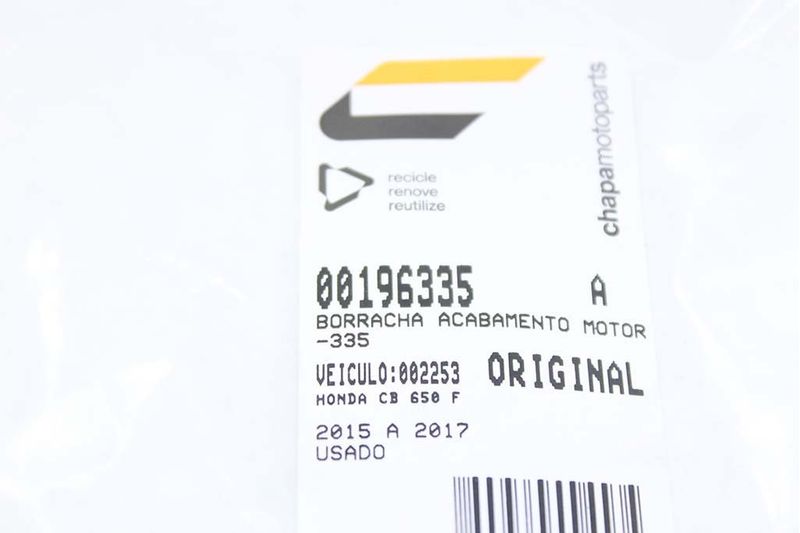 chapamotoparts
recicle
renove
reutilize
00196335 A
BORRACHA ACABAMENTO MOTOR
-335
VEICULO:002253 ORIGINAL
HONDA CB 650 F
2015 A 2017
USADO